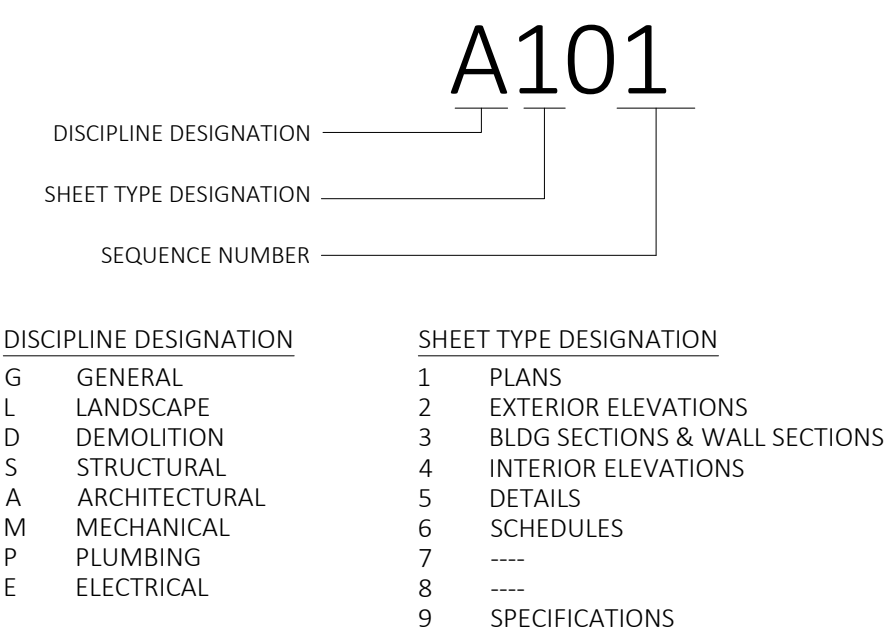 A101
DISCIPLINE DESIGNATION
SHEET TYPE DESIGNATION
SEQUENCE NUMBER
DISCIPLINE DESIGNATION
G GENERAL
L LANDSCAPE
D DEMOLITION
S STRUCTURAL
A ARCHITECTURAL
M MECHANICAL
P PLUMBING
E ELECTRICAL
SHEET TYPE DESIGNATION
1 PLANS
2 EXTERIOR ELEVATIONS
3 BLDG SECTIONS & WALL SECTIONS
4 INTERIOR ELEVATIONS
5 DETAILS
6 SCHEDULES
7 ----
8 ----
9 SPECIFICATIONS